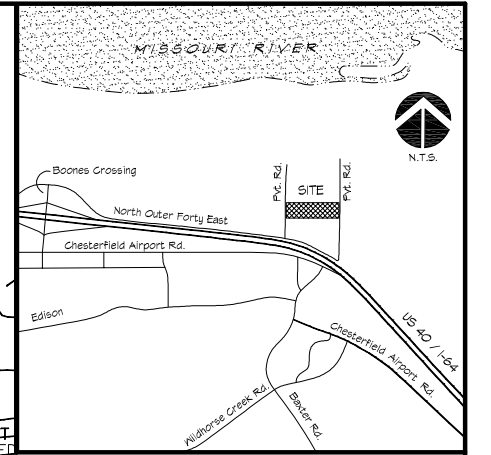 MISSOURI RIVER
N.T.S.
Boones Crossing
Pvt. Rd.
SITE
Pvt. Rd.
North Outer Forty East
Chesterfield Airport Rd.
Edison
US 40 / I-64
Chesterfield Airport Rd.
Wildhorse Creek Rd.
Baxter Rd.